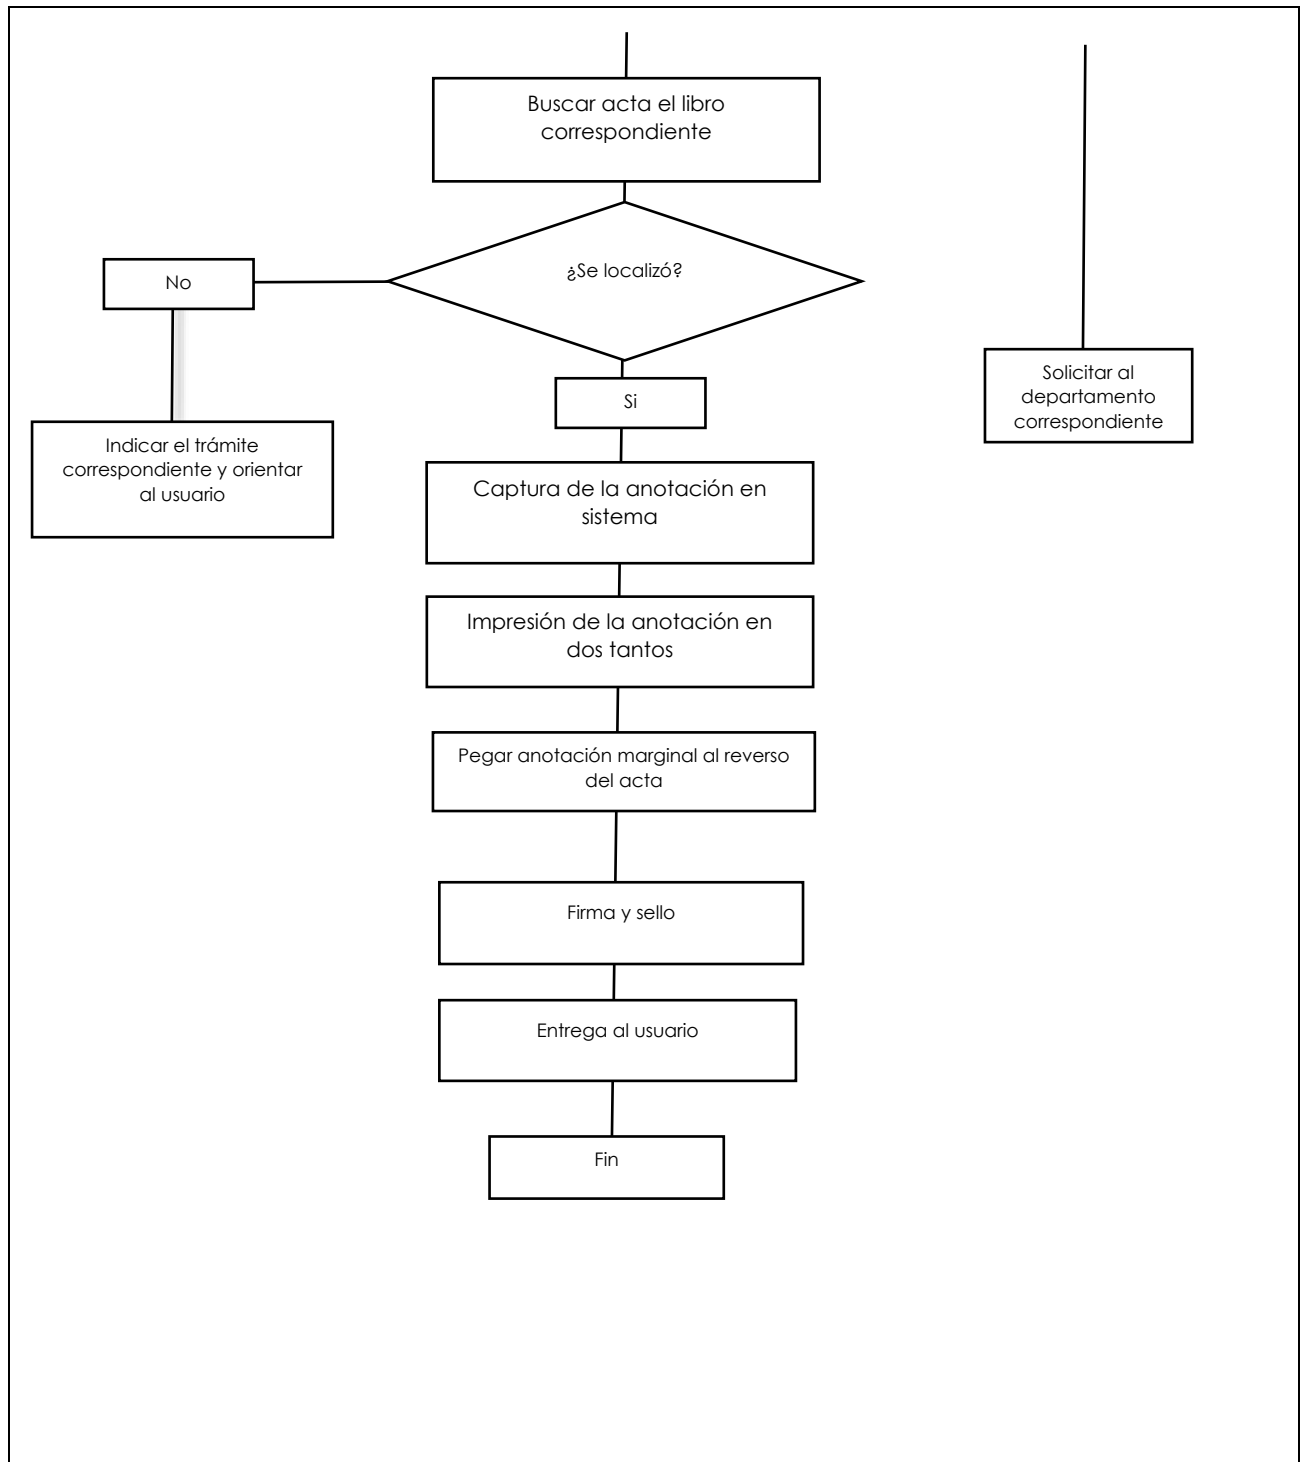 Buscar acta el libro
correspondiente
¿Se localizó?
No
Solicitar al
departamento
correspondiente
Si
Indicar el trámite
correspondiente y orientar
al usuario
Captura de la anotación en
sistema
Impresión de la anotación en
dos tantos
Pegar anotación marginal al reverso
del acta
Firma y sello
Entrega al usuario
Fin